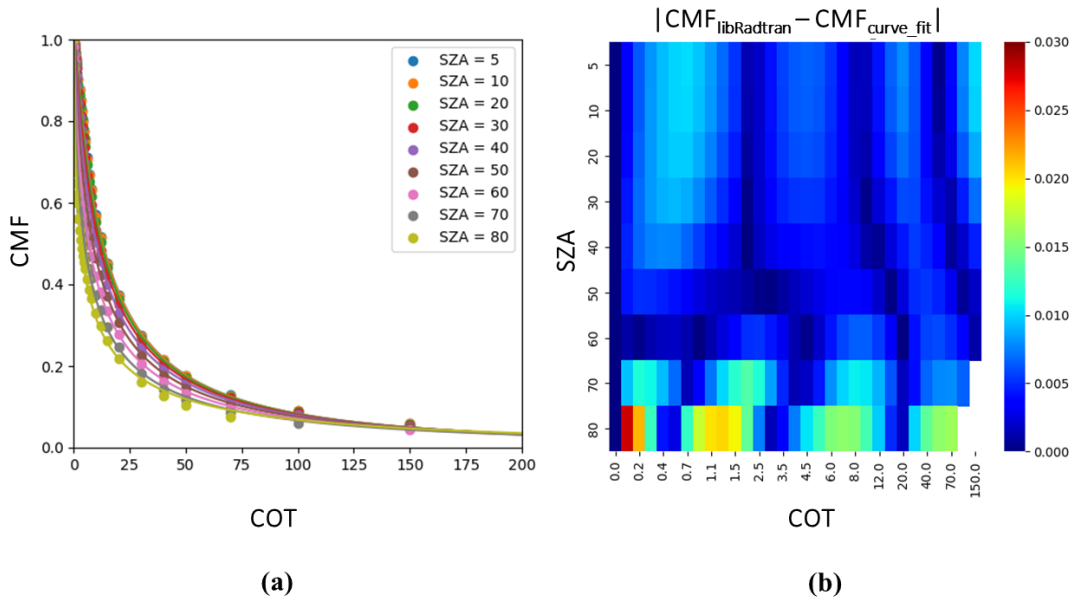 1.0
0.8
0.6
0.4
0.2
0.0
CMF
0
25
50
75
100
125
150
175
200
COT
SZA = 5
SZA = 10
SZA = 20
SZA = 30
SZA = 40
SZA = 50
SZA = 60
SZA = 70
SZA = 80
(a)
|CMF libRadtran − CMF curve_fit|
SZA
5
10
20
30
40
50
60
70
80
0.0
0.2
0.4
0.7
1.1
1.5
2.5
3.5
4.5
6.0
8.0
12.0
20.0
40.0
70.0
150.0
COT
0.030
0.025
0.020
0.015
0.010
0.005
0.000
(b)